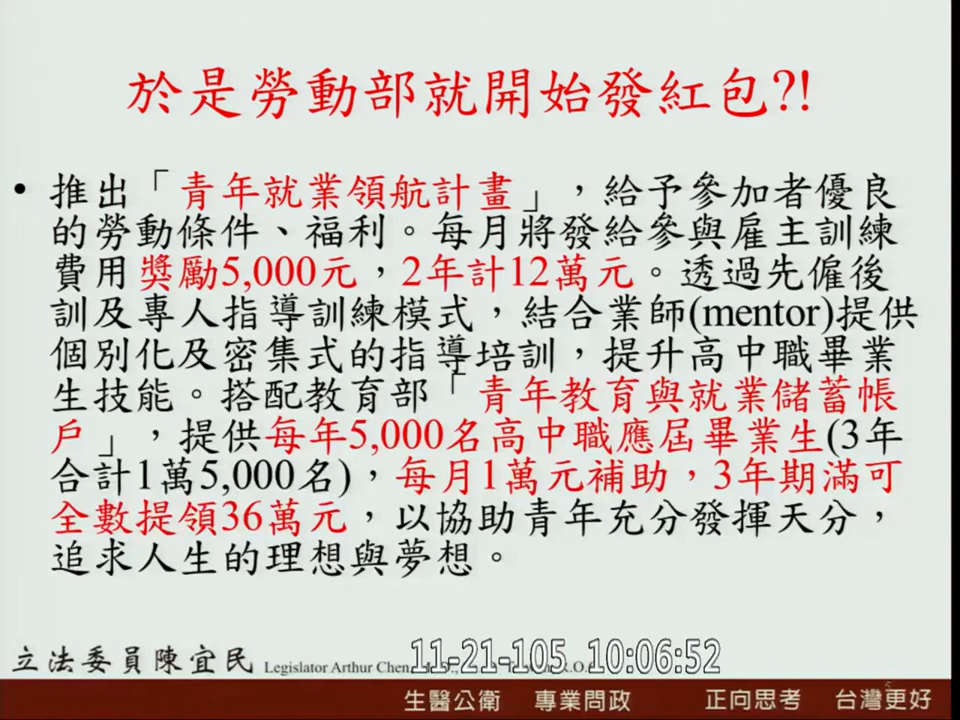 於是勞動部就開始發紅包?!
• 推出「青年就業領航計畫」，給予參加者優良
的勞動條件、福利。每月將發給參與雇主訓練
費用獎勵5,000元，2年計12萬元。透過先僱後
訓及專人指導訓練模式，結合業師(mentor)提供
個別化及密集式的指導培訓，提升高中職畢業
生技能。搭配教育部「青年教育與就業儲蓄帳
戶」，提供每年5,000名高中職應屆畢業生(3年
合計1萬5,000名)，每月1萬元補助，3年期滿可
全數提領36萬元，以協助青年充分發揮天分，
追求人生的理想與夢想。
立法委員陳宜民 Legislator Arthur Chen
11-21-105 10:06:52
生醫公衛 專業問政 正向思考 台灣更好